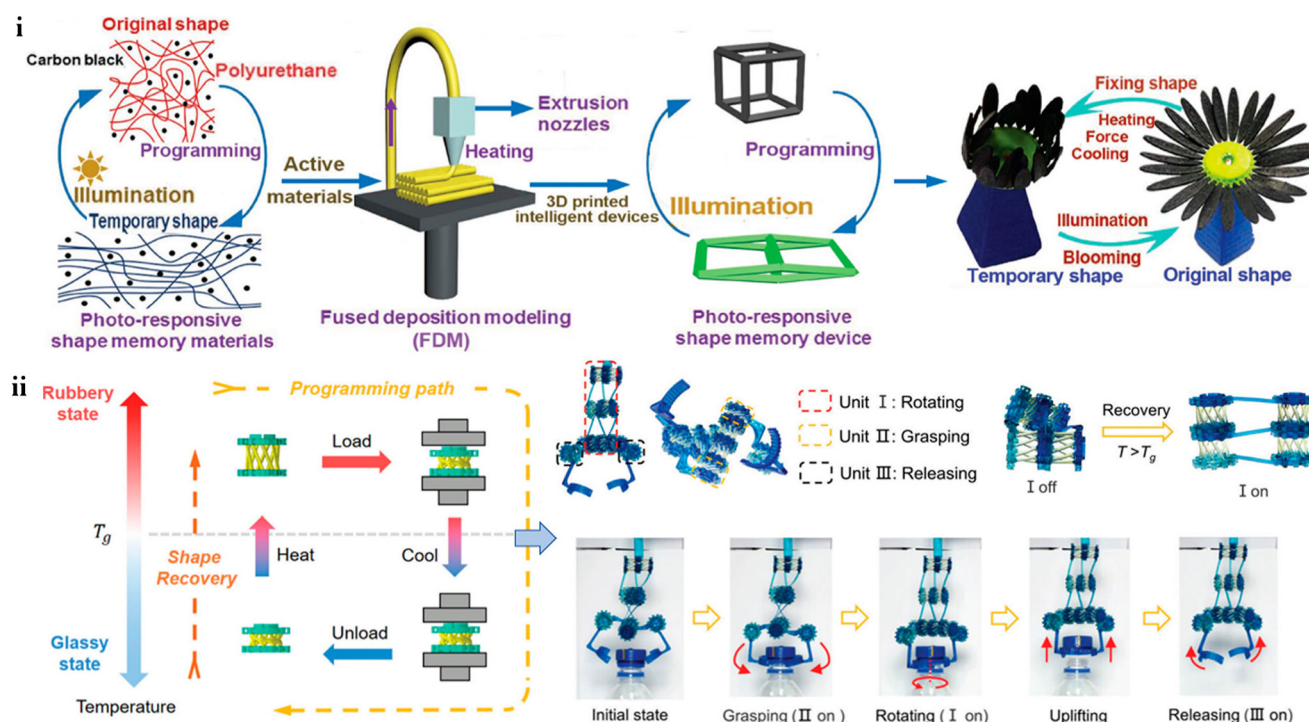 i
Original shape
Carbon black
Polyurethane
Programming
Illumination
Temporary shape
Photo-responsive
shape memory materials
Active
materials
Extrusion
nozzles
Heating
Fused deposition modeling
(FDM)
3D printed
intelligent devices
Programming
Illumination
Photo-responsive
shape memory device
Fixing shape
Heating
Force
Cooling
Illumination
Blooming
Temporary shape
Original shape
ii
Rubbery
state
Tg
Glassy
state
Temperature
Programming path
Load
Heat
Cool
Shape
Recovery
Unload
Unit Ⅰ: Rotating
Unit Ⅱ: Grasping
Unit Ⅲ: Releasing
Recovery
T>Tg
Ⅰ off
Ⅰ on
Initial state
Grasping (Ⅱ on)
Rotating (Ⅰ on)
Uplifting
Releasing (Ⅲ on)